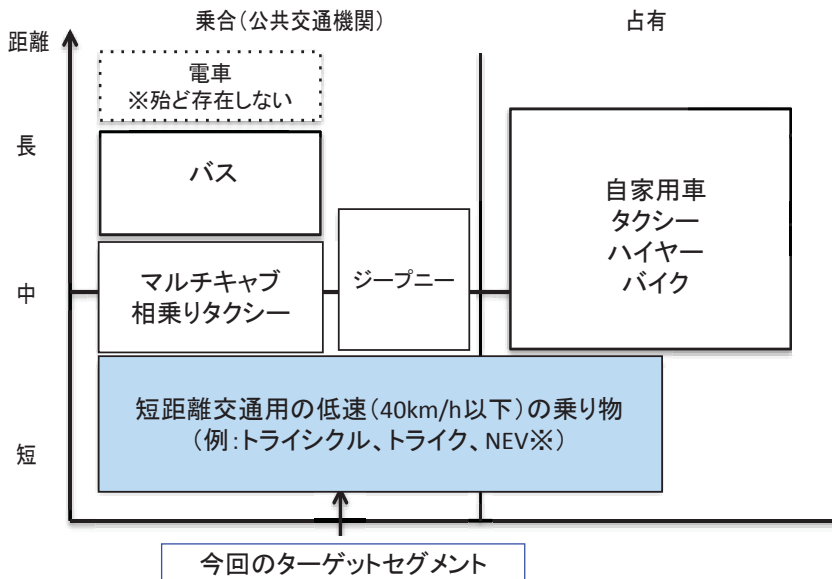 乗合（公共交通機関）
占有
距離
電車
※殆ど存在しない
長
バス
自家用車
タクシー
ハイヤー
バイク
ジープニー
中
マルチキャブ
相乗りタクシー
短距離交通用の低速（40km/h以下）の乗り物
（例：トライシクル、トライク、NEV※）
短
今回のターゲットセグメント